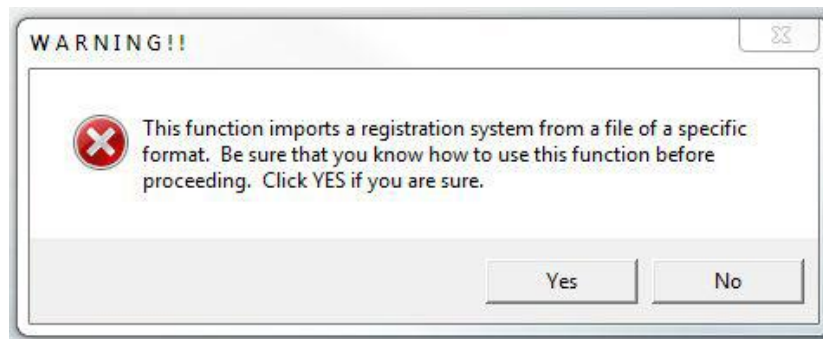 W A R N I N G ! !
This function imports a registration system from a file of a specific
format.  Be sure that you know how to use this function before
proceeding.  Click YES if you are sure.
Yes No